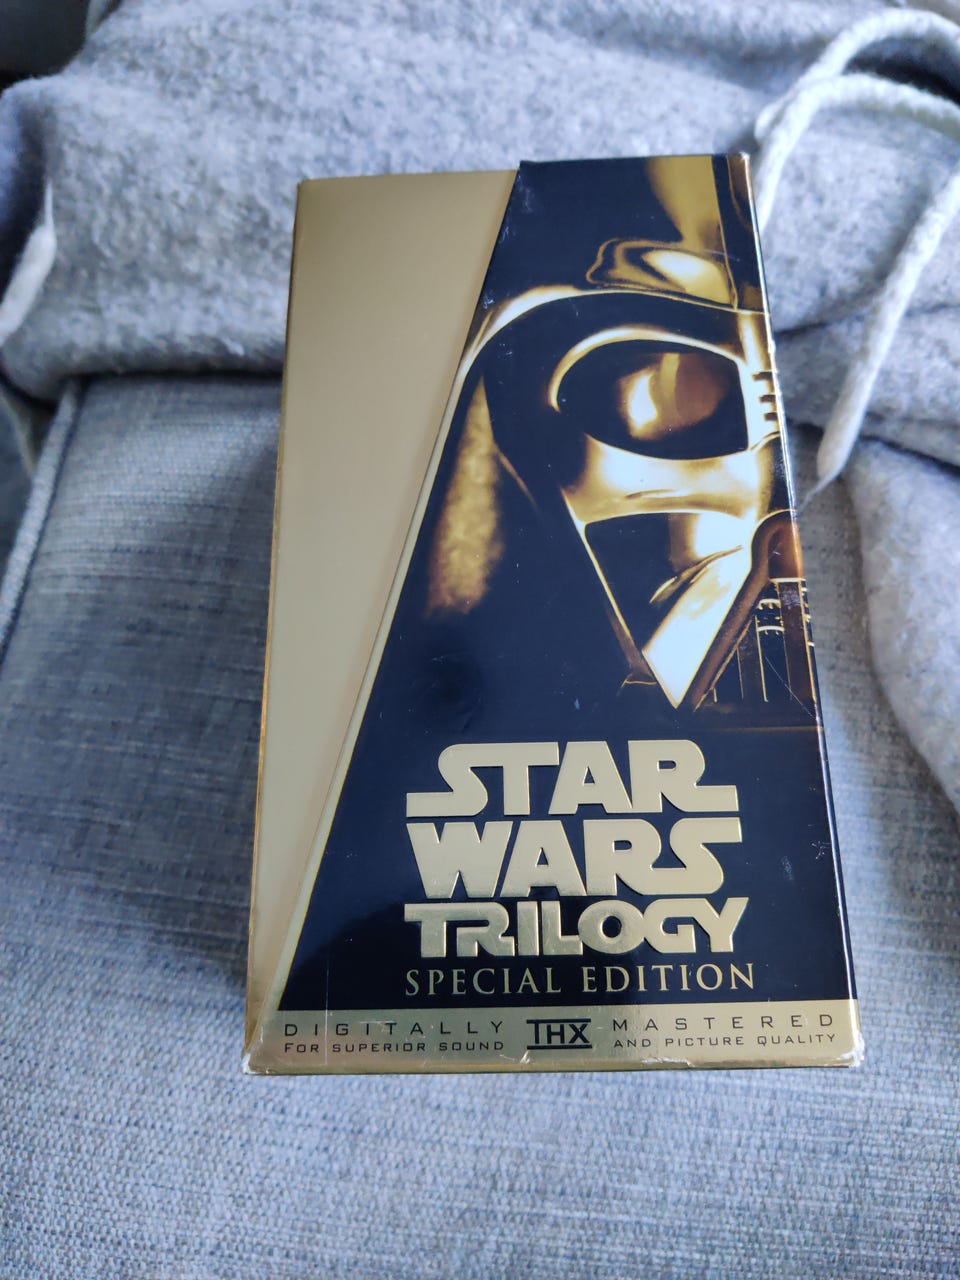 STAR
WARS
TRILOGY
SPECIAL EDITION
DIGITALLY THX MASTERED
FOR SUPERIOR SOUND AND PICTURE QUALITY